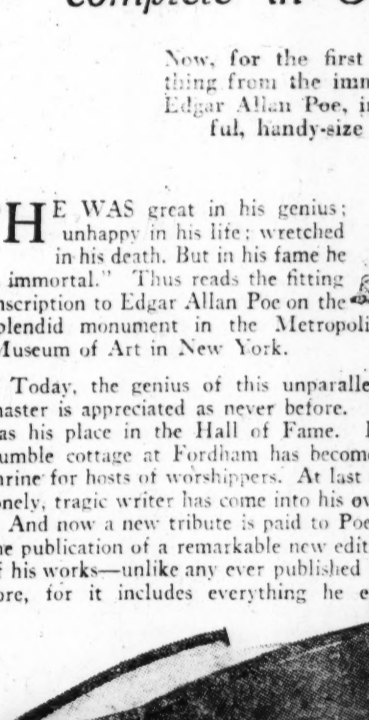 complete in
Now, for the first
thing from the imm
Edgar Allan Poe, i
ful, handy-size
HE WAS great in his genius;
unhappy in his life; wretched
in his death. But in his fame he
immortal." Thus reads the fitting
nscription to Edgar Allan Poe on the
plendid monument in the Metropoli
Museum of Art in New York.
Today, the genius of this unparalle
master is appreciated as never before.
as his place in the Hall of Fame.
umble cottage at Fordham has become
hrine for hosts of worshippers. At last
onely, tragic writer has come into his ow
And now a new tribute is paid to Poe
he publication of a remarkable new edit
f his works—unlike any ever published
ore, for it includes everything he e